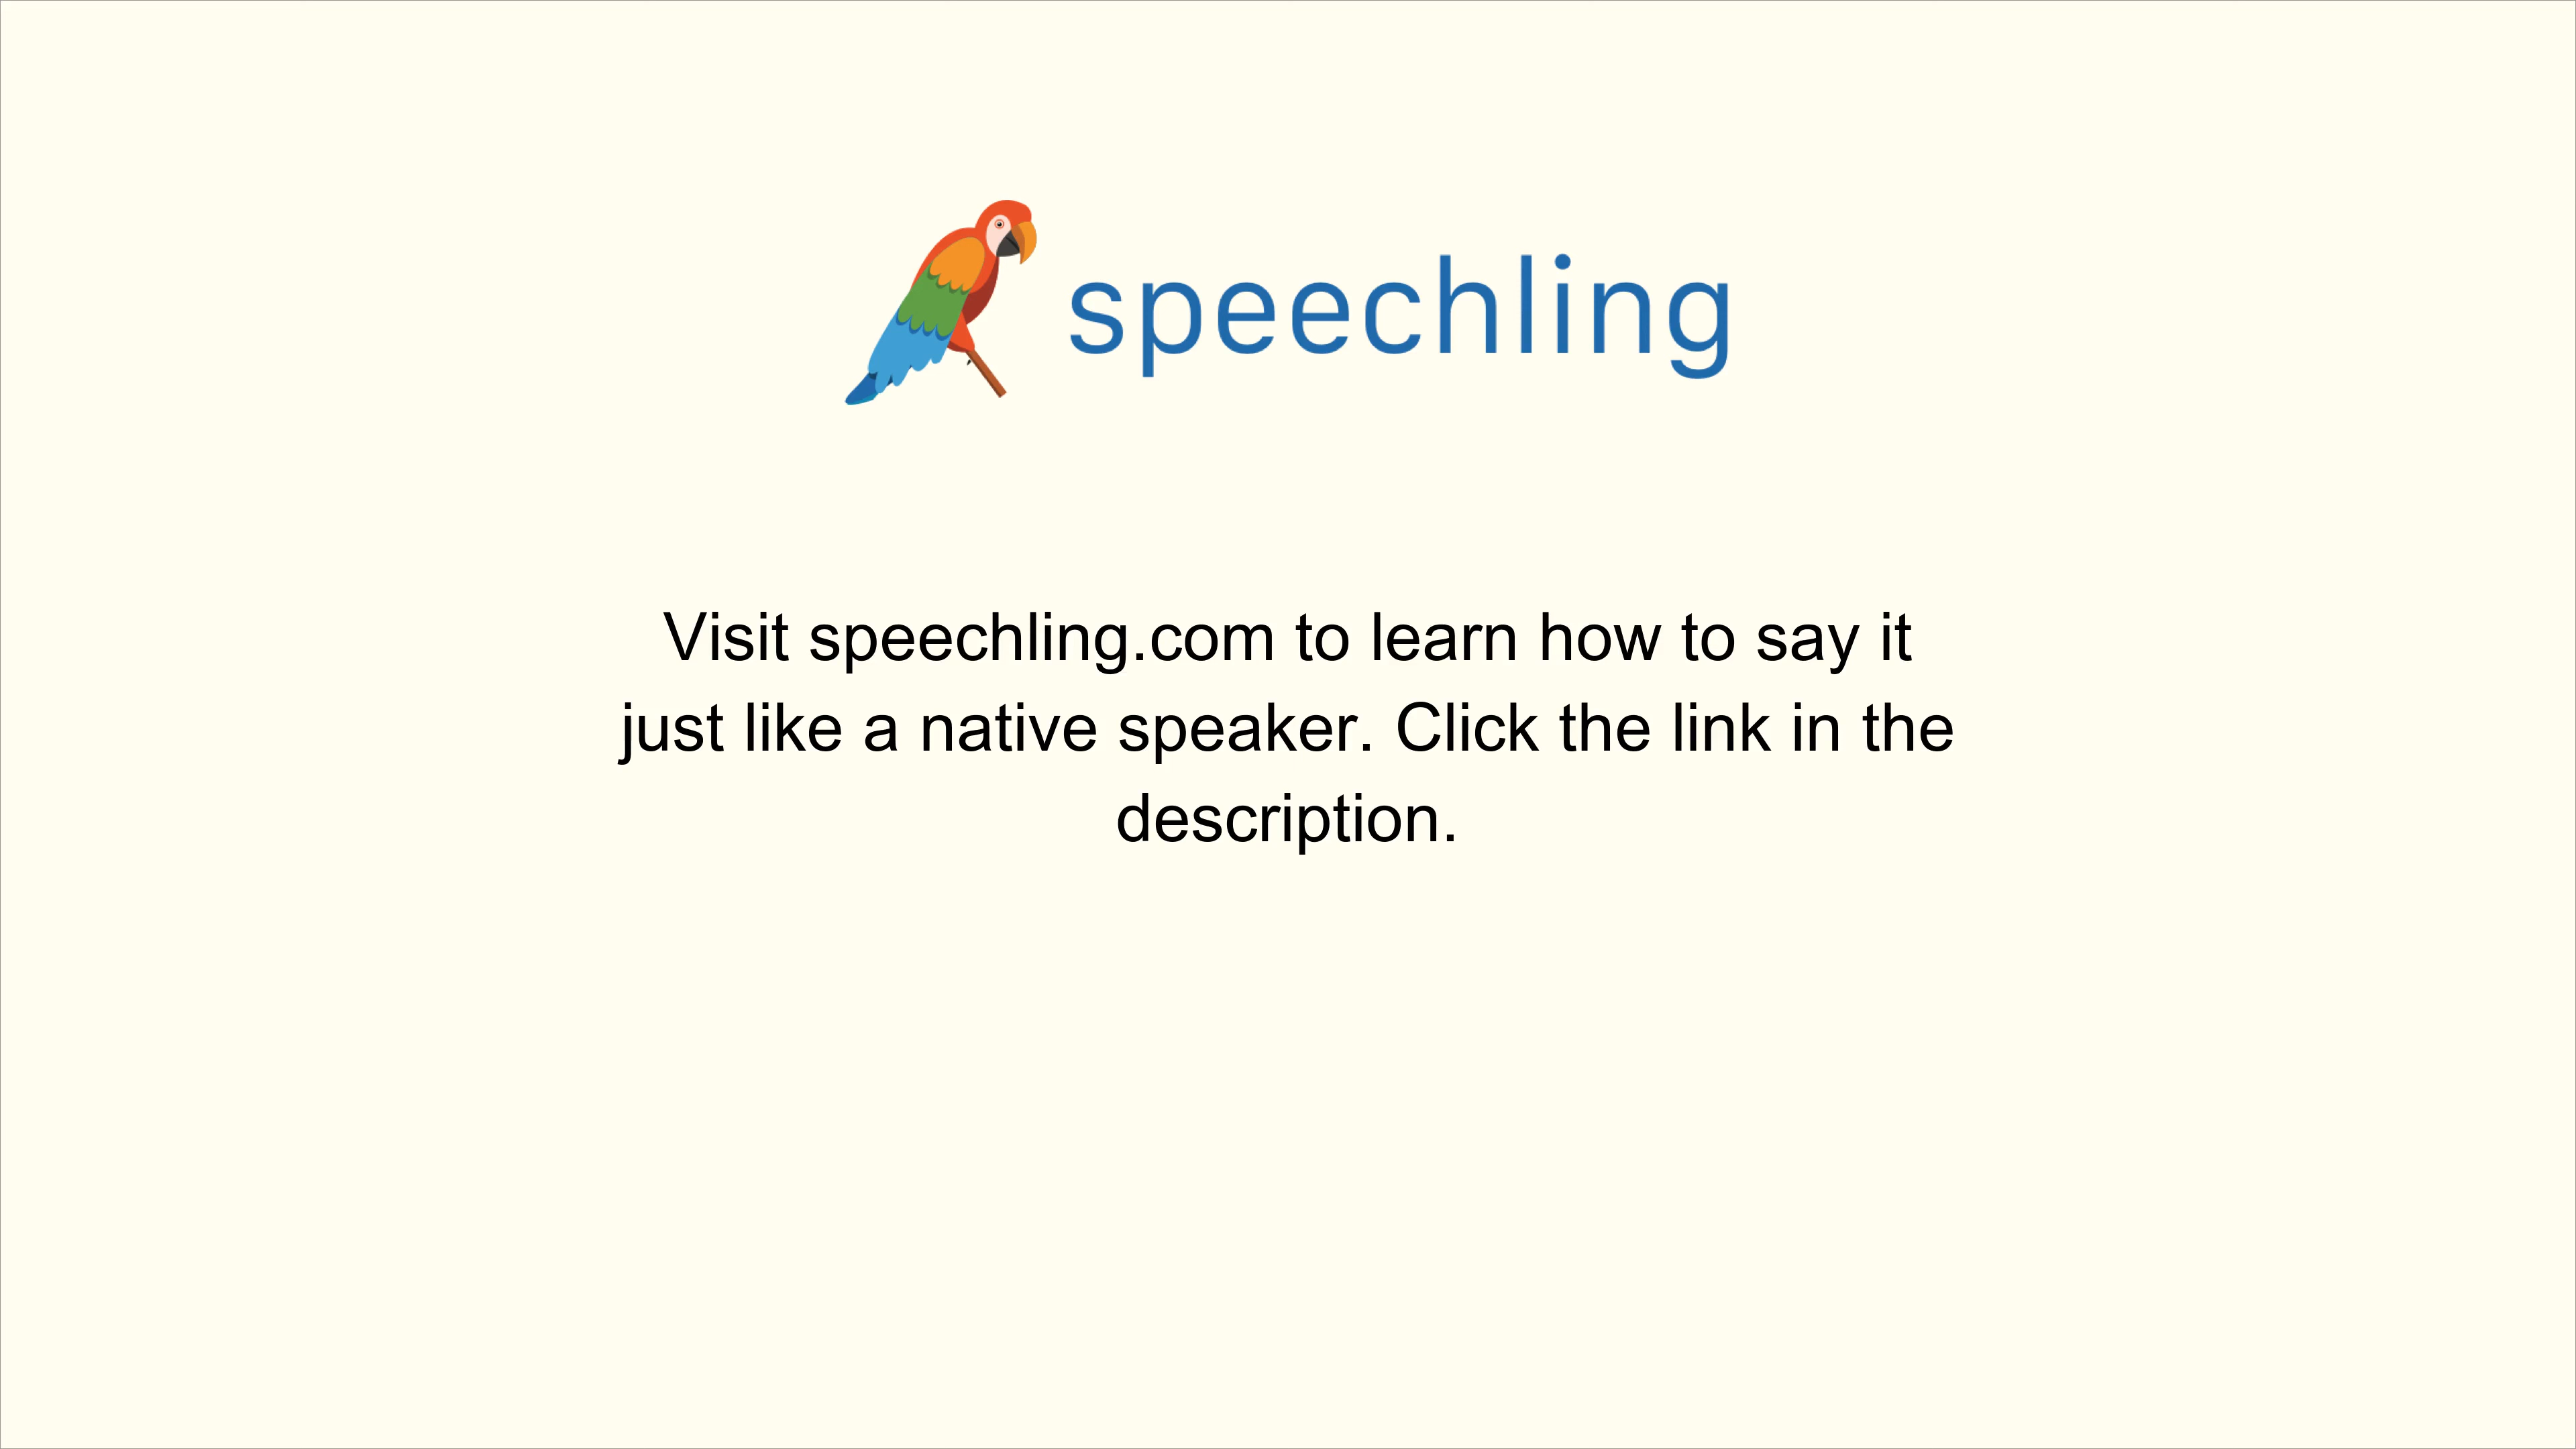 speechling
Visit speechling.com to learn how to say it
just like a native speaker. Click the link in the
description.